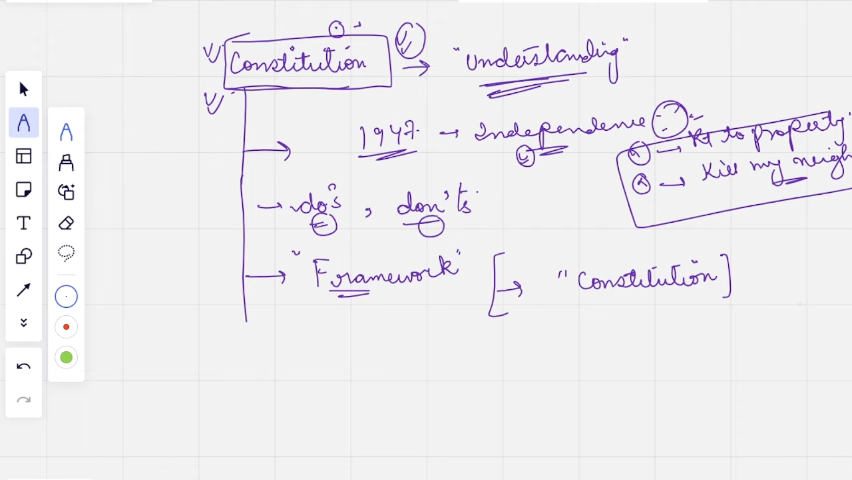 Constitution → "Understanding"
→ 1947 → Independence
→ Rt to property
→ Kill my neigh
→ do's, don'ts
→ "Framework" [→ "Constitution]